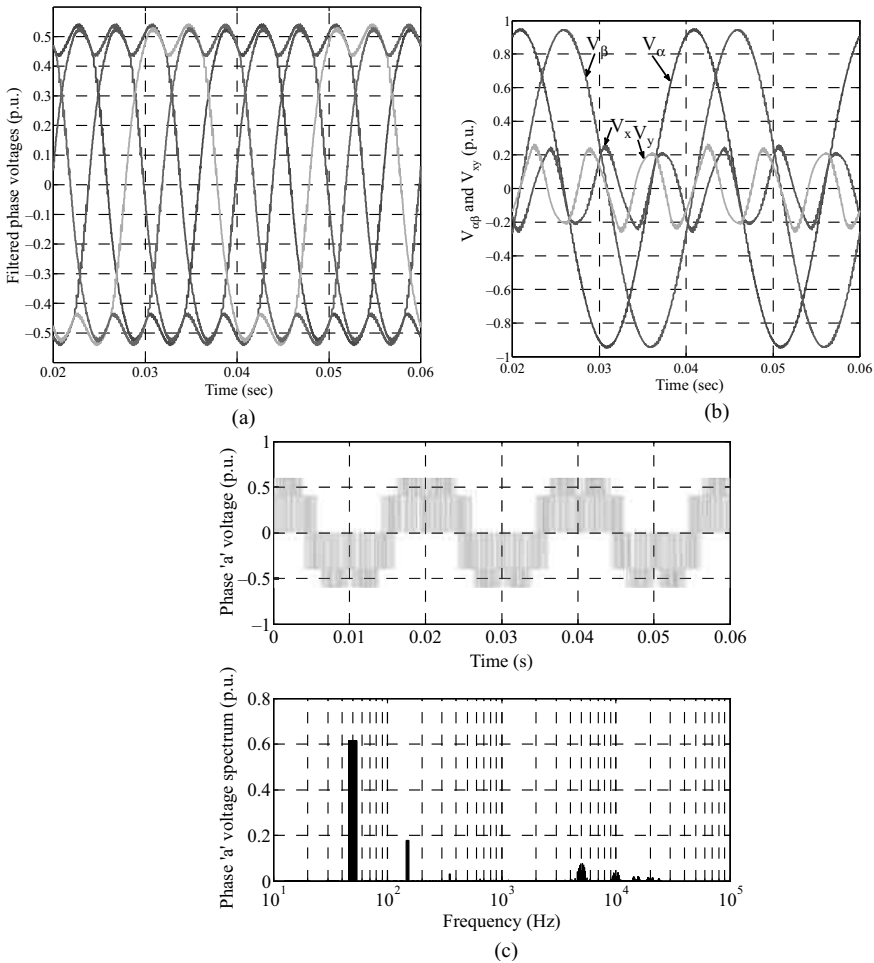 Filtered phase voltages (p.u.)
0.5
0.4
0.3
0.2
0.1
0
–0.1
–0.2
–0.3
–0.4
–0.5
0.02 0.03 0.04 0.05 0.06
Time (sec)
(a)
V_αβ and V_xy (p.u.)
1
0.8
0.6
0.4
0.2
0
–0.2
–0.4
–0.6
–0.8
–1
V_β V_α
V_x V_y
0.02 0.03 0.04 0.05 0.06
Time (sec)
(b)
Phase 'a' voltage (p.u.)
1
0.5
0
–0.5
–1
0 0.01 0.02 0.03 0.04 0.05 0.06
Time (s)
Phase 'a' voltage spectrum (p.u.)
0.8
0.6
0.4
0.2
0
10^1 10^2 10^3 10^4 10^5
Frequency (Hz)
(c)